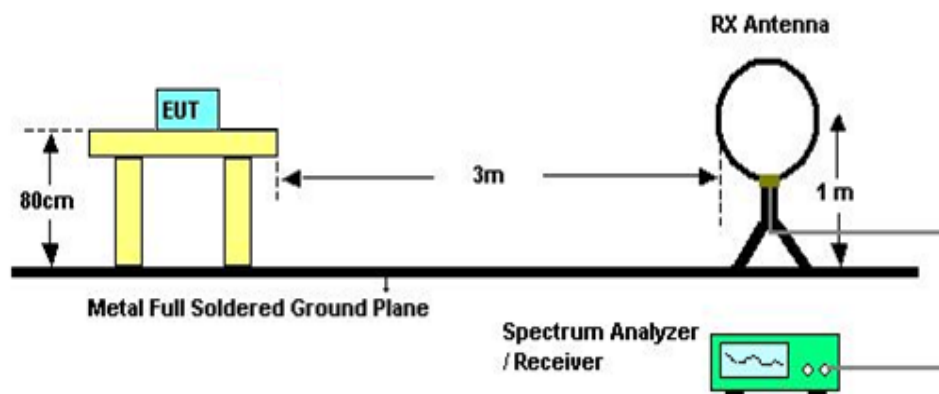 RX Antenna
EUT
80cm
3m
1 m
Metal Full Soldered Ground Plane
Spectrum Analyzer
/ Receiver